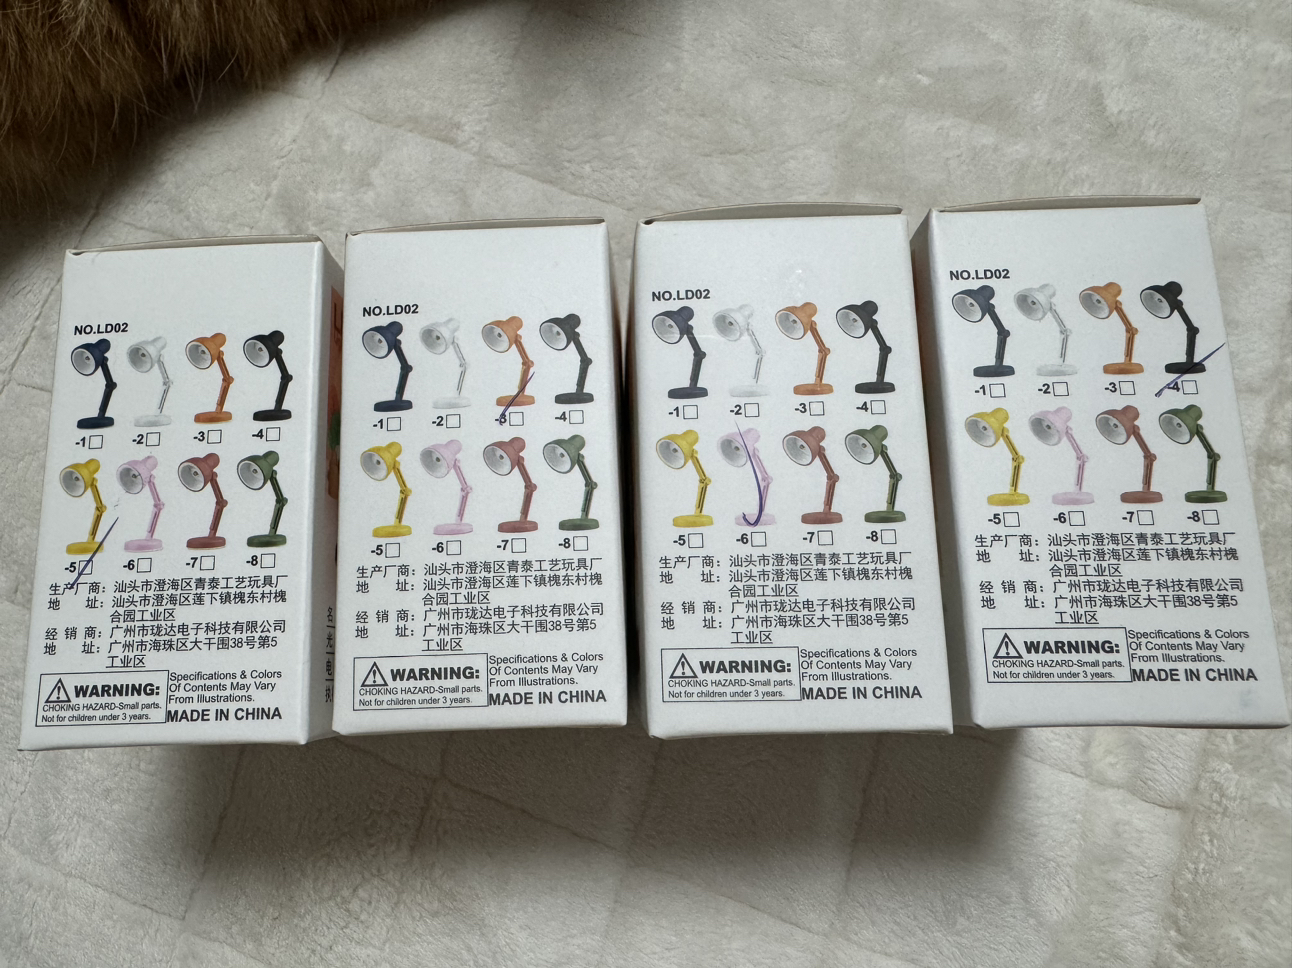 NO.LD02
-1 -2 -3 -4
-5 -6 -7 -8
生产厂商：汕头市澄海区青泰工艺玩具厂
地 址：汕头市澄海区莲下镇槐东村槐
合园工业区
经 销 商：广州市珑达电子科技有限公司
地 址：广州市海珠区大干围38号第5
工业区
WARNING:
CHOKING HAZARD-Small parts.
Not for children under 3 years.
Specifications & Colors
Of Contents May Vary
From Illustrations.
MADE IN CHINA
NO.LD02
-1 -2 -3 -4
-5 -6 -7 -8
生产厂商：汕头市澄海区青泰工艺玩具厂
地 址：汕头市澄海区莲下镇槐东村槐
合园工业区
经 销 商：广州市珑达电子科技有限公司
地 址：广州市海珠区大干围38号第5
工业区
WARNING:
CHOKING HAZARD-Small parts.
Not for children under 3 years.
Specifications & Colors
Of Contents May Vary
From Illustrations.
MADE IN CHINA
NO.LD02
-1 -2 -3 -4
-5 -6 -7 -8
生产厂商：汕头市澄海区青泰工艺玩具厂
地 址：汕头市澄海区莲下镇槐东村槐
合园工业区
经 销 商：广州市珑达电子科技有限公司
地 址：广州市海珠区大干围38号第5
工业区
WARNING:
CHOKING HAZARD-Small parts.
Not for children under 3 years.
Specifications & Colors
Of Contents May Vary
From Illustrations.
MADE IN CHINA
NO.LD02
-1 -2 -3 -4
-5 -6 -7 -8
生产厂商：汕头市澄海区青泰工艺玩具厂
地 址：汕头市澄海区莲下镇槐东村槐
合园工业区
经 销 商：广州市珑达电子科技有限公司
地 址：广州市海珠区大干围38号第5
工业区
WARNING:
CHOKING HAZARD-Small parts.
Not for children under 3 years.
Specifications & Colors
Of Contents May Vary
From Illustrations.
MADE IN CHINA